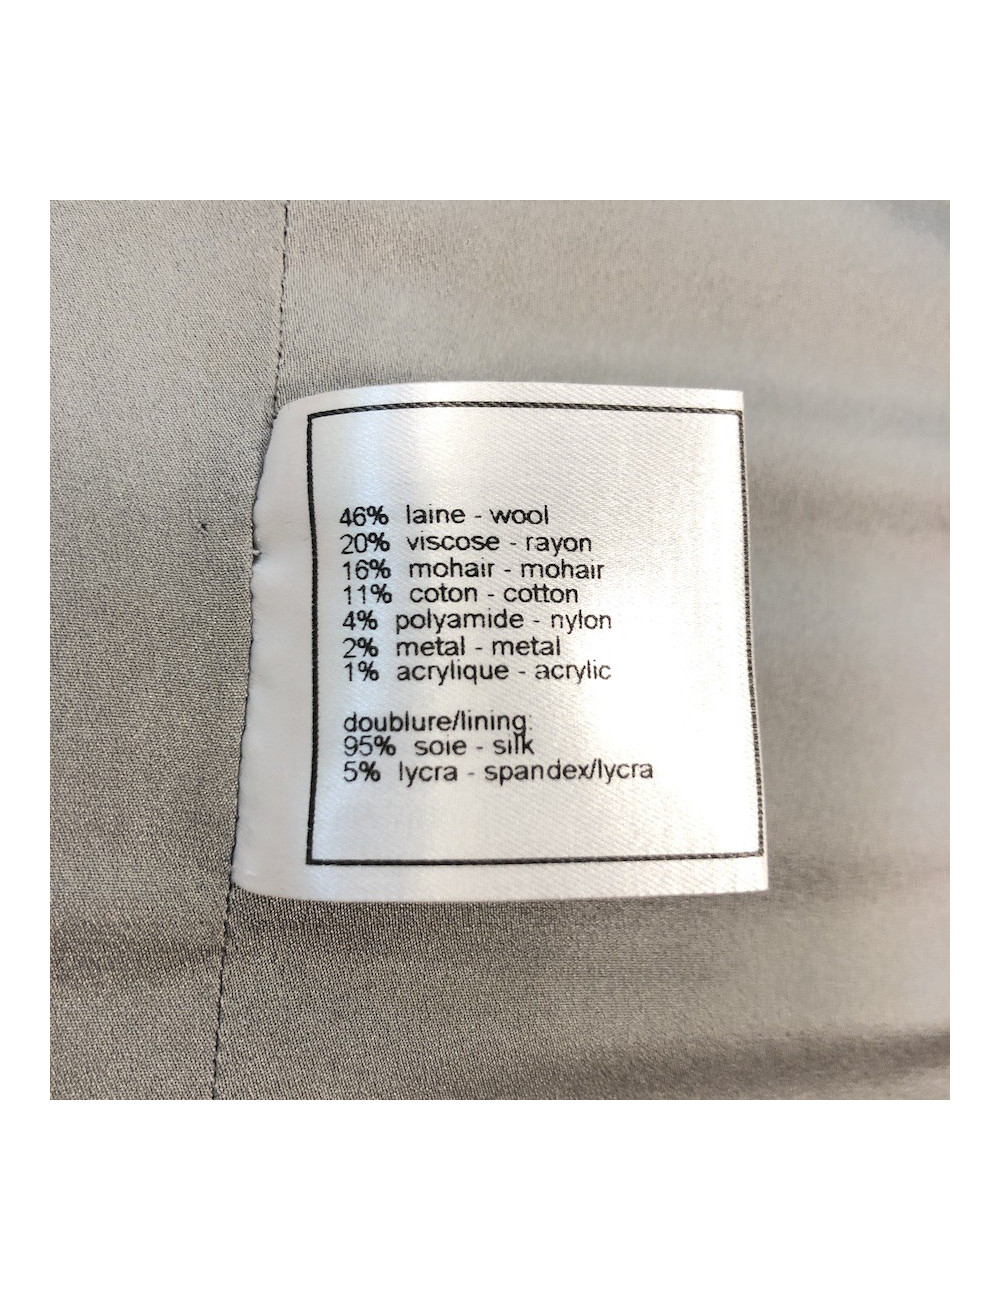 46% laine - wool
20% viscose - rayon
16% mohair - mohair
11% coton - cotton
4% polyamide - nylon
2% metal - metal
1% acrylique - acrylic
doublure/lining:
95% soie - silk
5% lycra - spandex/lycra